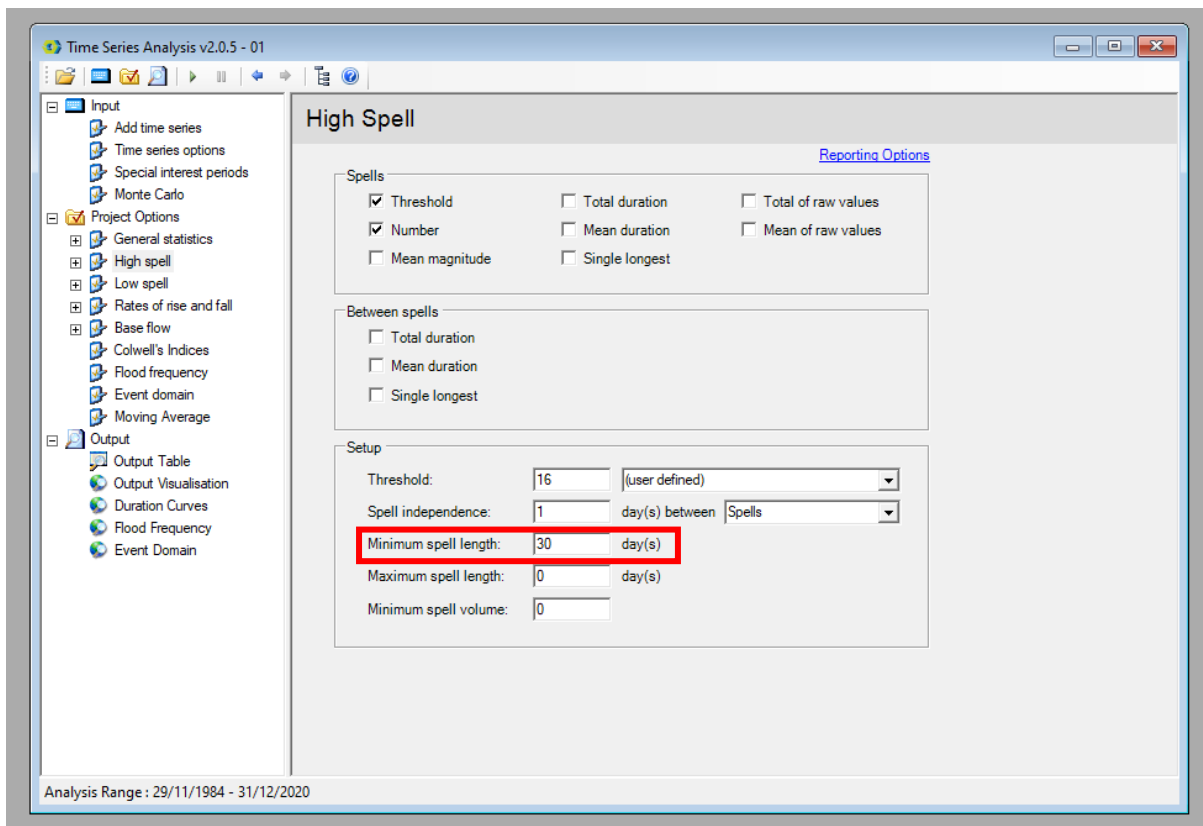 Time Series Analysis v2.0.5 - 01
Input
Add time series
Time series options
Special interest periods
Monte Carlo
Project Options
General statistics
High spell
Low spell
Rates of rise and fall
Base flow
Colwell's Indices
Flood frequency
Event domain
Moving Average
Output
Output Table
Output Visualisation
Duration Curves
Flood Frequency
Event Domain
High Spell
Reporting Options
Spells
Threshold Total duration Total of raw values
Number Mean duration Mean of raw values
Mean magnitude Single longest
Between spells
Total duration
Mean duration
Single longest
Setup
Threshold: 16 (user defined)
Spell independence: 1 day(s) between Spells
Minimum spell length: 30 day(s)
Maximum spell length: 0 day(s)
Minimum spell volume: 0
Analysis Range : 29/11/1984 - 31/12/2020